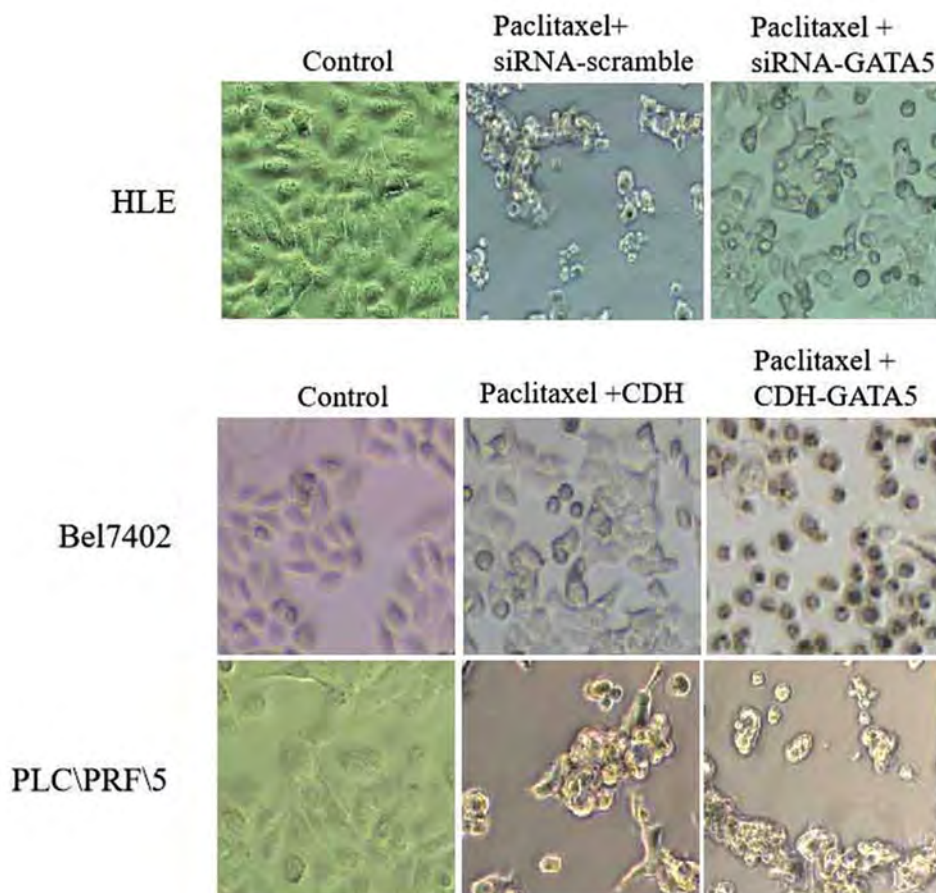 Control
Paclitaxel+
siRNA-scramble
Paclitaxel +
siRNA-GATA5
HLE
Control
Paclitaxel +CDH
Paclitaxel +
CDH-GATA5
Bel7402
PLC\PRF\5